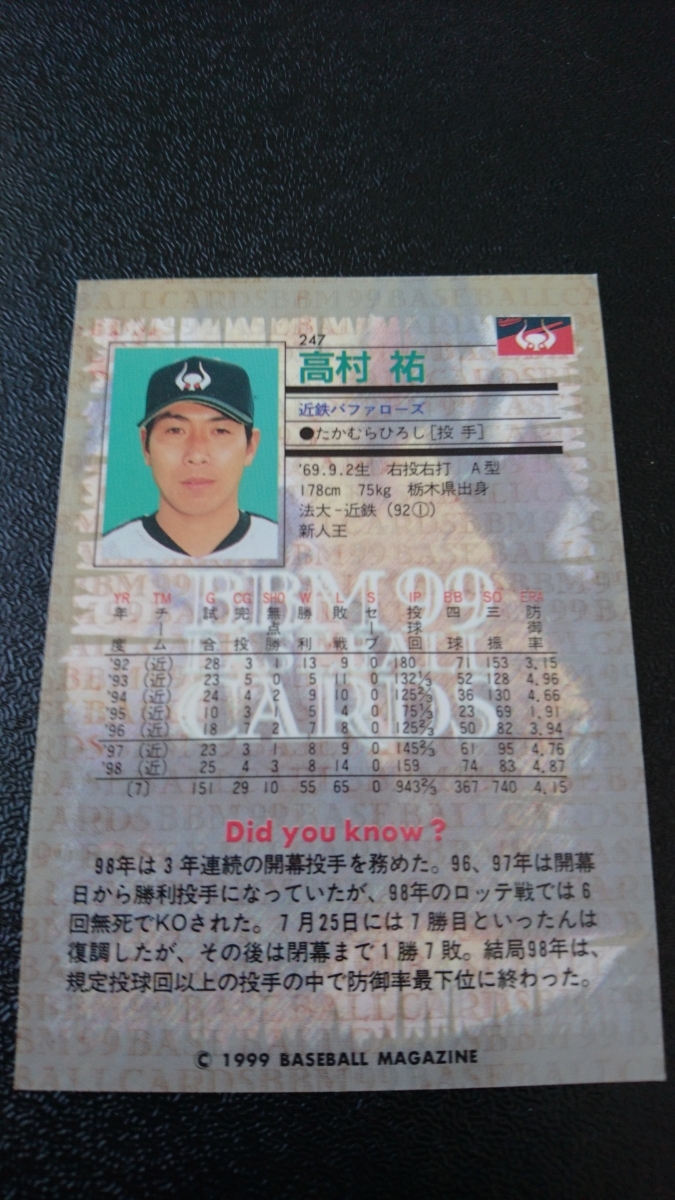 247
高村 祐
近鉄バファローズ
●たかむらひろし[投 手]
'69.9.2生 右投右打 A型
178cm 75kg 栃木県出身
法大-近鉄 (92①)
新人王
YR TM G CG SHO W L S IP BB SO ERA
年度 チーム 試合 完投 無点勝 勝利 敗戦 セーブ 投球回 四球 三振 防御率
'92 (近) 28 3 1 13 9 0 180 71 153 3.15
'93 (近) 23 5 0 5 11 0 132⅓ 52 128 4.96
'94 (近) 24 4 2 9 10 0 125⅔ 36 130 4.66
'95 (近) 10 3 1 5 4 0 75⅓ 23 69 1.91
'96 (近) 18 7 2 7 8 0 125⅔ 50 82 3.94
'97 (近) 23 3 1 8 9 0 145⅔ 61 95 4.76
'98 (近) 25 4 3 8 14 0 159 74 83 4.87
(7) 151 29 10 55 65 0 943⅔ 367 740 4.15
BBM 99
BASEBALL
CARDS
Did you know?
98年は3年連続の開幕投手を務めた。96、97年は開幕
日から勝利投手になっていたが、98年のロッテ戦では6
回無死でKOされた。7月25日には7勝目といったんは
復調したが、その後は閉幕まで1勝7敗。結局98年は、
規定投球回以上の投手の中で防御率最下位に終わった。
© 1999 BASEBALL MAGAZINE